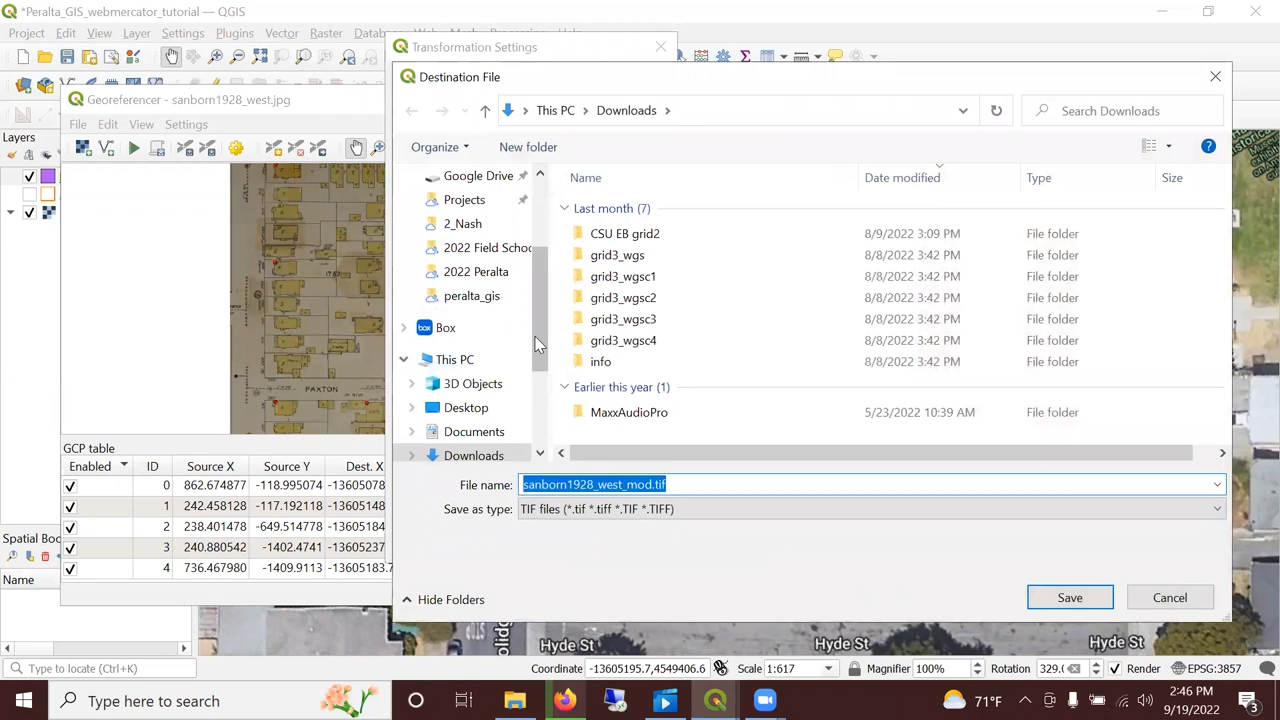 *Peralta_GIS_webmercator_tutorial — QGIS
Project Edit View Layer Settings Plugins Vector Raster
Transformation Settings
Destination File
This PC > Downloads >
Search Downloads
Georeferencer - sanborn1928_west.jpg
File Edit View Settings
Organize
New folder
Layers
Name Date modified Type Size
Google Drive
Projects
2_Nash
2022 Field Schoo
2022 Peralta
peralta_gis
Box
This PC
3D Objects
Desktop
Documents
Downloads
Last month (7)
CSU EB grid2 8/9/2022 3:09 PM File folder
grid3_wgs 8/8/2022 3:42 PM File folder
grid3_wgsc1 8/8/2022 3:42 PM File folder
grid3_wgsc2 8/8/2022 3:42 PM File folder
grid3_wgsc3 8/8/2022 3:42 PM File folder
grid3_wgsc4 8/8/2022 3:42 PM File folder
info 8/8/2022 3:42 PM File folder
Earlier this year (1)
MaxxAudioPro 5/23/2022 10:39 AM File folder
PAXTON
File name: sanborn1928_west_mod.tif
Save as type: TIF files (*.tif *.tiff *.TIF *.TIFF)
Hide Folders
Save
Cancel
GCP table
Enabled ID Source X Source Y Dest. X
0 862.674877 -118.995074 -13605078
1 242.458128 -117.192118 -13605148
2 238.401478 -649.514778 -13605184
3 240.880542 -1402.4741 -13605237
4 736.467980 -1409.9113 -13605183.7
Spatial Boo
Name
Hyde St
Hyde St
Hyde St
Type to locate (Ctrl+K)
Coordinate -13605195.7,4549406.6 Scale 1:617 Magnifier 100% Rotation 329.0 Render EPSG:3857
Type here to search
71°F
2:46 PM
9/19/2022
3